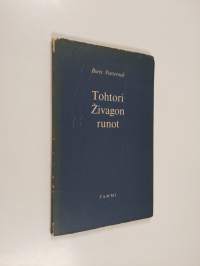 Boris Pasternak
Tohtori
Živagon
runot
TAMMI